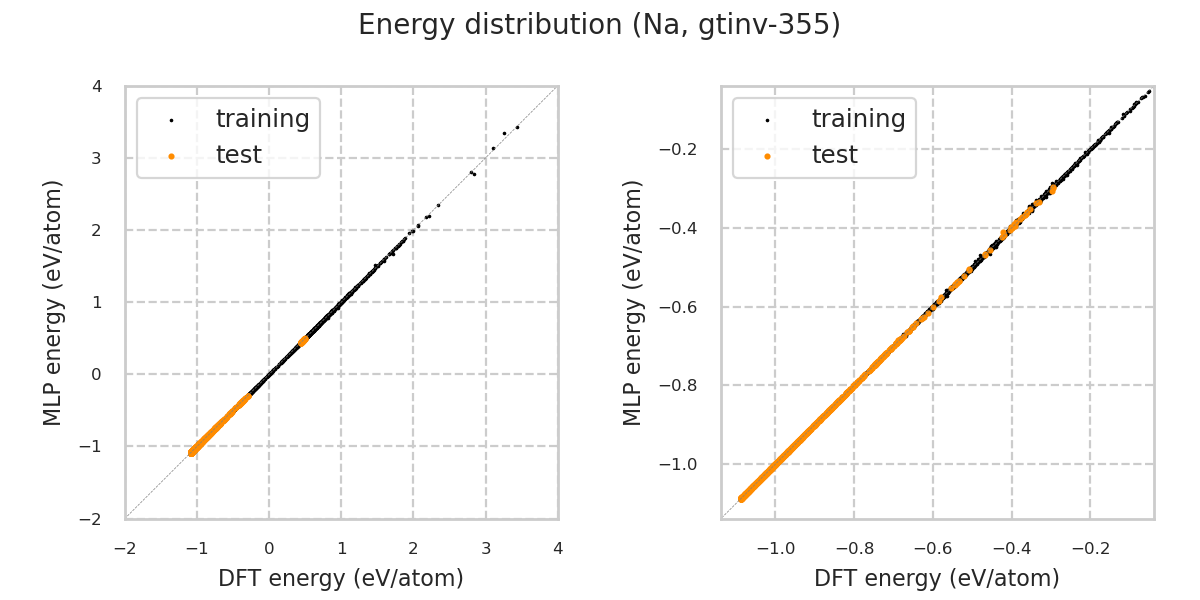 Energy distribution (Na, gtinv-355)
training
test
4
3
2
1
0
−1
−2
MLP energy (eV/atom)
−2
−1
0
1
2
3
4
DFT energy (eV/atom)
training
test
−0.2
−0.4
−0.6
−0.8
−1.0
MLP energy (eV/atom)
−1.0
−0.8
−0.6
−0.4
−0.2
DFT energy (eV/atom)